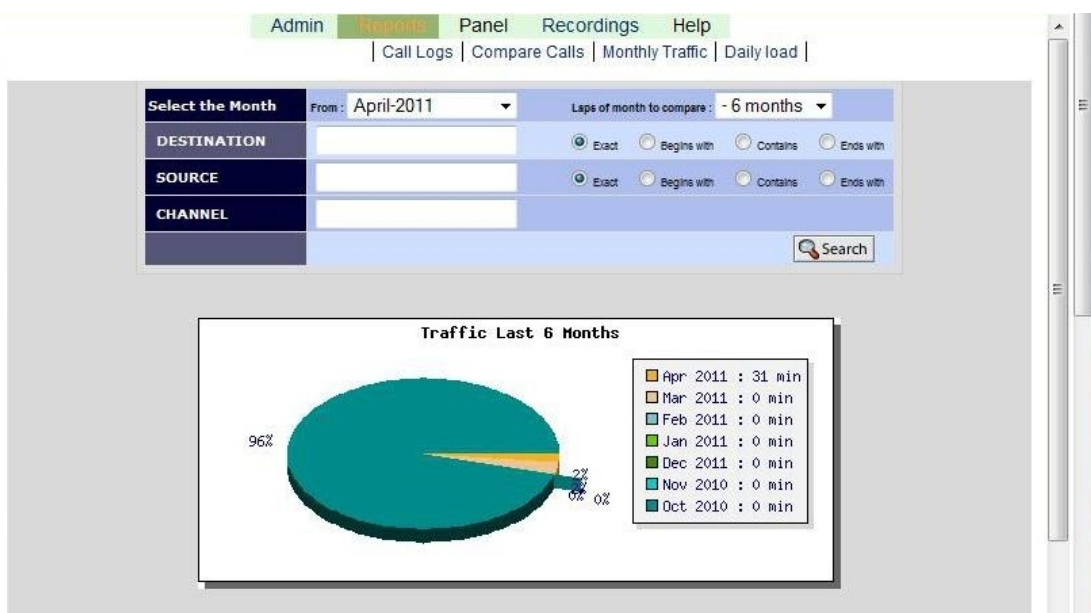 Admin Reports Panel Recordings Help
| Call Logs | Compare Calls | Monthly Traffic | Daily load |
Select the Month From : April-2011 Laps of month to compare : - 6 months
DESTINATION Exact Begins with Contains Ends with
SOURCE Exact Begins with Contains Ends with
CHANNEL
Search
Traffic Last 6 Months
Apr 2011 : 31 min
Mar 2011 : 0 min
Feb 2011 : 0 min
Jan 2011 : 0 min
Dec 2011 : 0 min
Nov 2010 : 0 min
Oct 2010 : 0 min
96%
2%
0% 0%